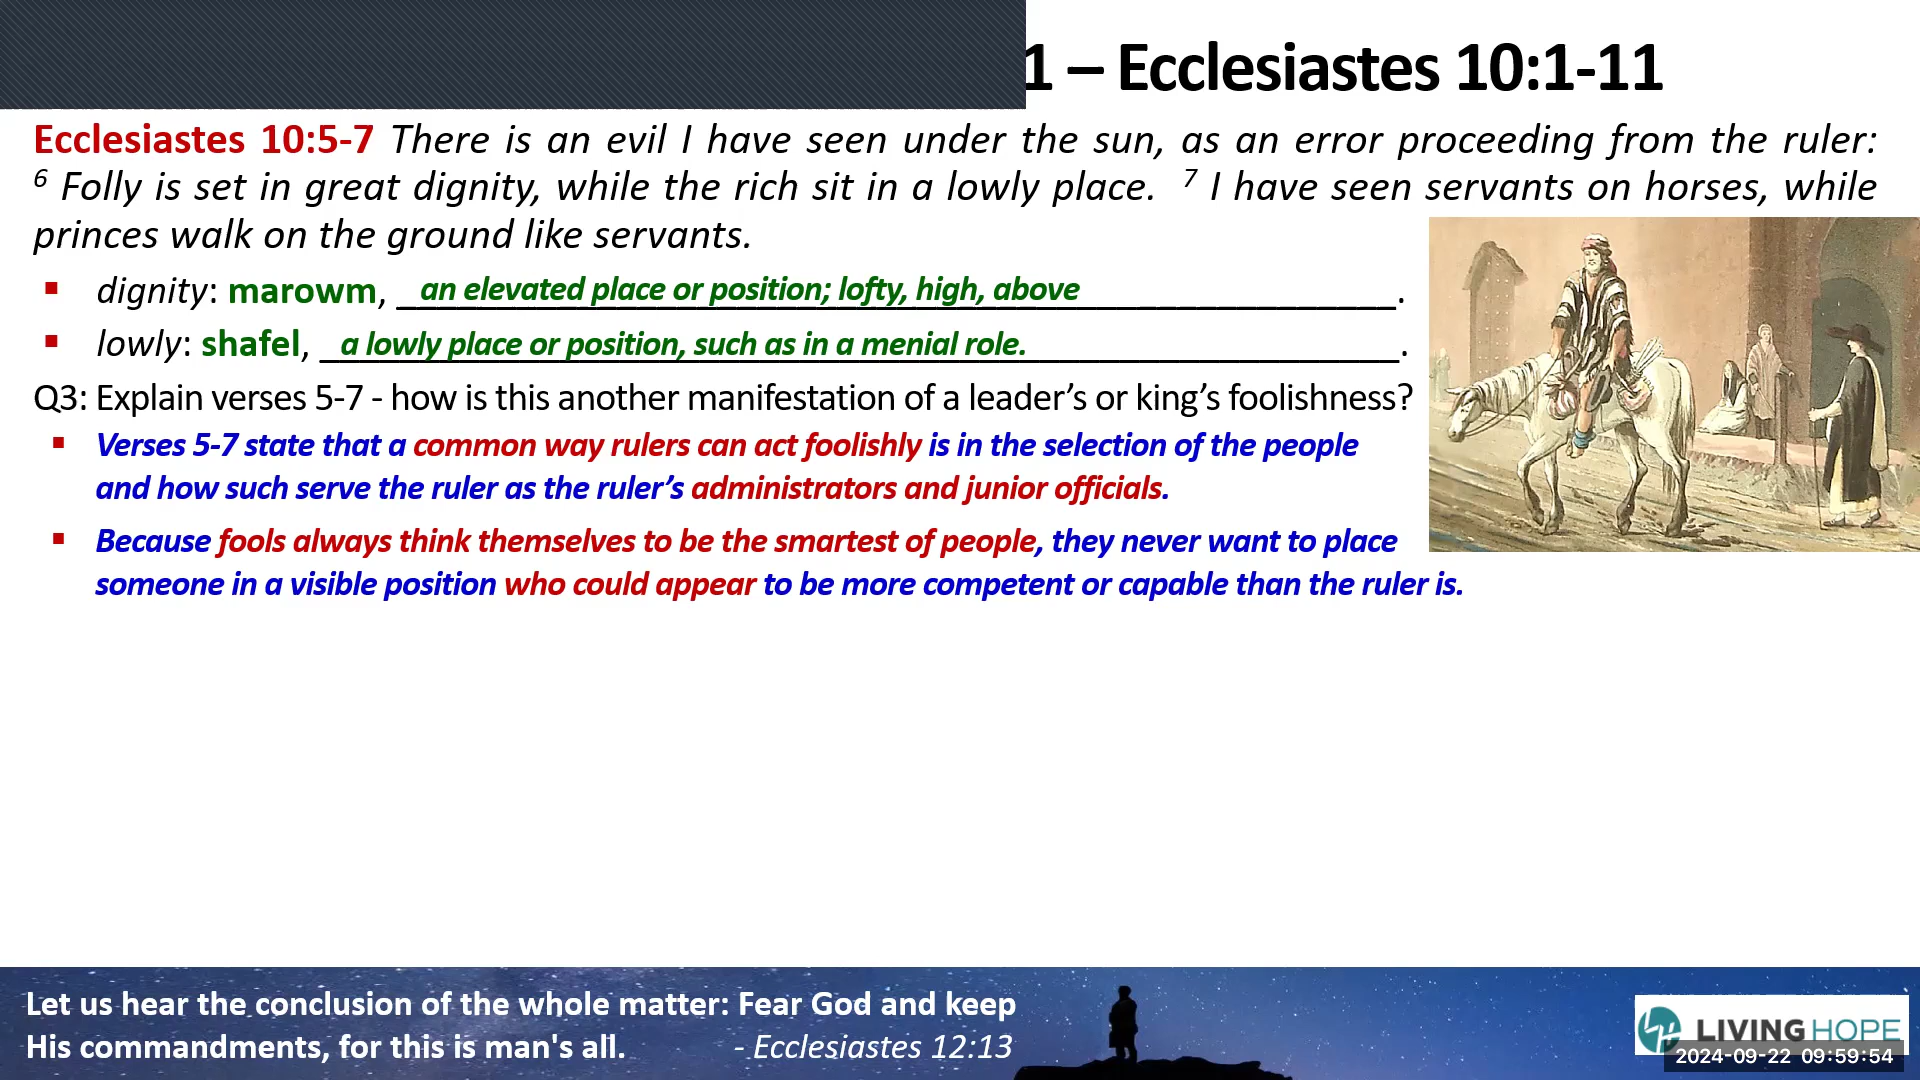 1 – Ecclesiastes 10:1-11
Ecclesiastes 10:5-7 There is an evil I have seen under the sun, as an error proceeding from the ruler:
6 Folly is set in great dignity, while the rich sit in a lowly place. 7 I have seen servants on horses, while
princes walk on the ground like servants.
▪ dignity: marowm, an elevated place or position; lofty, high, above.
▪ lowly: shafel, a lowly place or position, such as in a menial role..
Q3: Explain verses 5-7 - how is this another manifestation of a leader’s or king’s foolishness?
▪ Verses 5-7 state that a common way rulers can act foolishly is in the selection of the people
and how such serve the ruler as the ruler’s administrators and junior officials.
▪ Because fools always think themselves to be the smartest of people, they never want to place
someone in a visible position who could appear to be more competent or capable than the ruler is.
Let us hear the conclusion of the whole matter: Fear God and keep
His commandments, for this is man's all. - Ecclesiastes 12:13
LH LIVING HOPE
2024-09-22 09:59:54